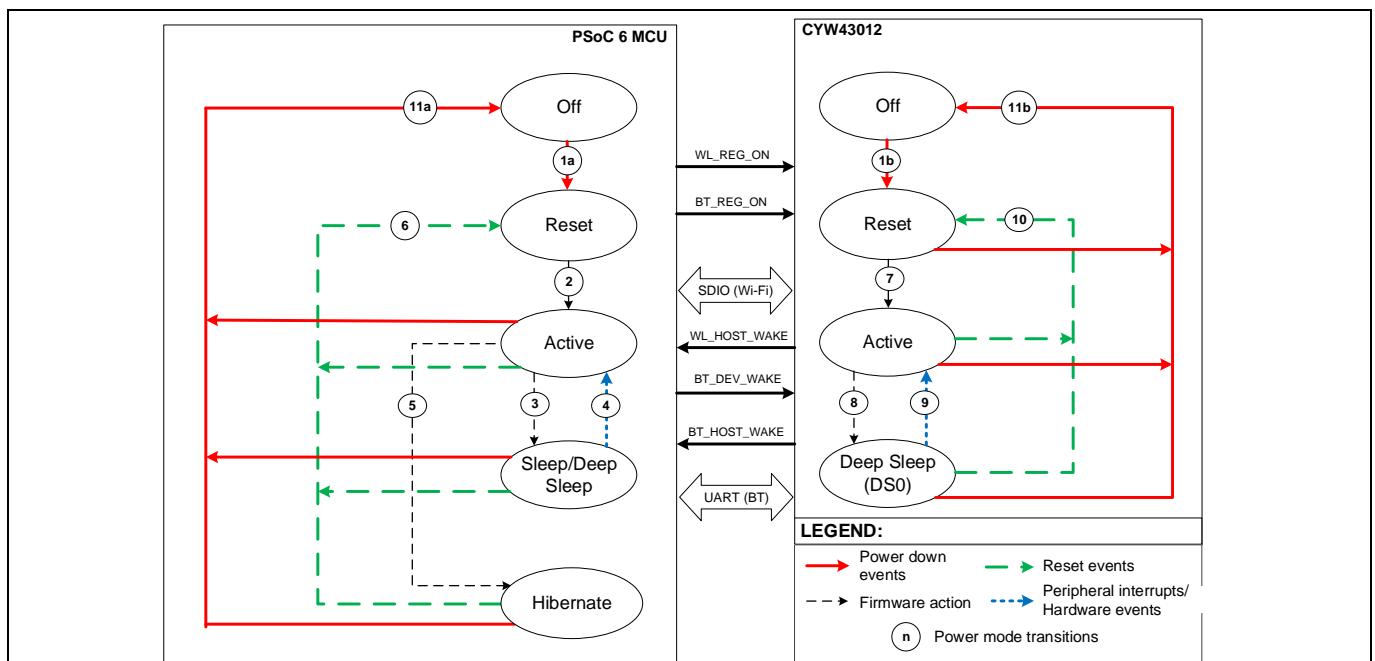 PSoC 6 MCU
11a
Off
1a
6
Reset
2
Active
5
3
4
Sleep/Deep
Sleep
Hibernate
WL_REG_ON
BT_REG_ON
SDIO (Wi-Fi)
WL_HOST_WAKE
BT_DEV_WAKE
BT_HOST_WAKE
UART (BT)
CYW43012
Off
11b
1b
Reset
10
7
Active
8
9
Deep Sleep
(DS0)
LEGEND:
Power down
events
Reset events
Firmware action
Peripheral interrupts/
Hardware events
n
Power mode transitions